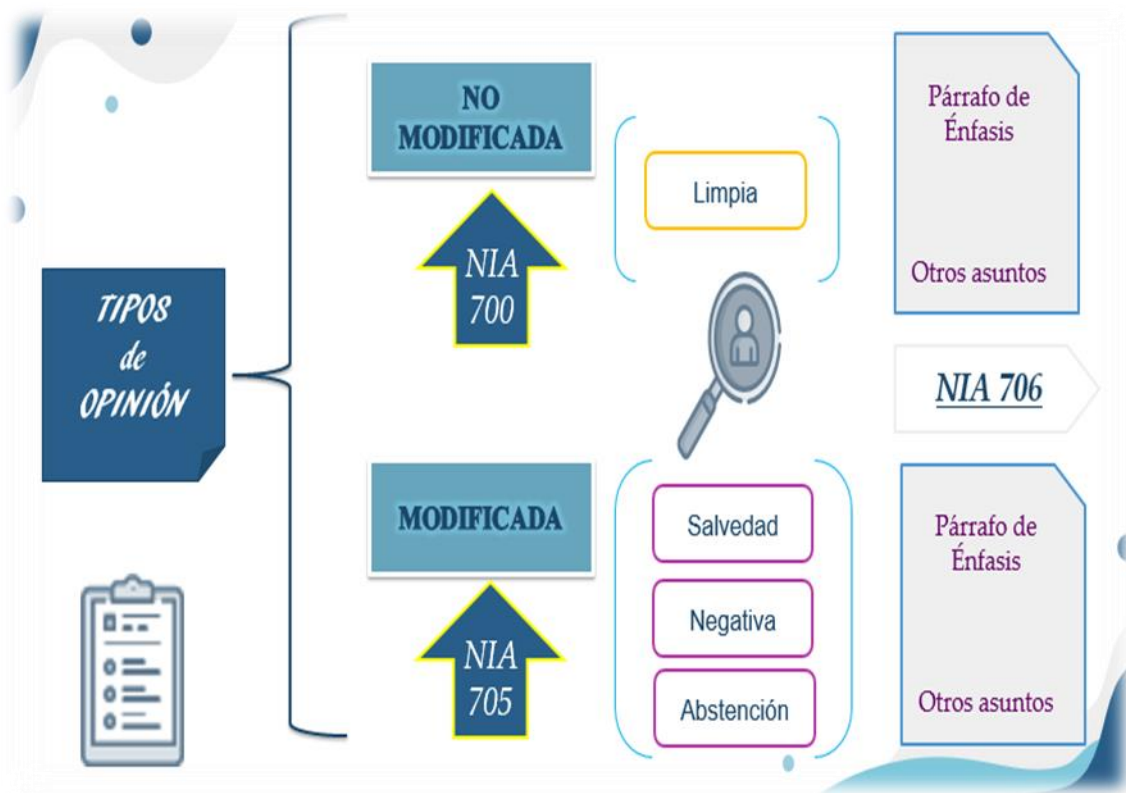 TIPOS
de
OPINIÓN
NO
MODIFICADA
NIA
700
Limpia
Párrafo de
Énfasis
Otros asuntos
NIA 706
MODIFICADA
NIA
705
Salvedad
Negativa
Abstención
Párrafo de
Énfasis
Otros asuntos